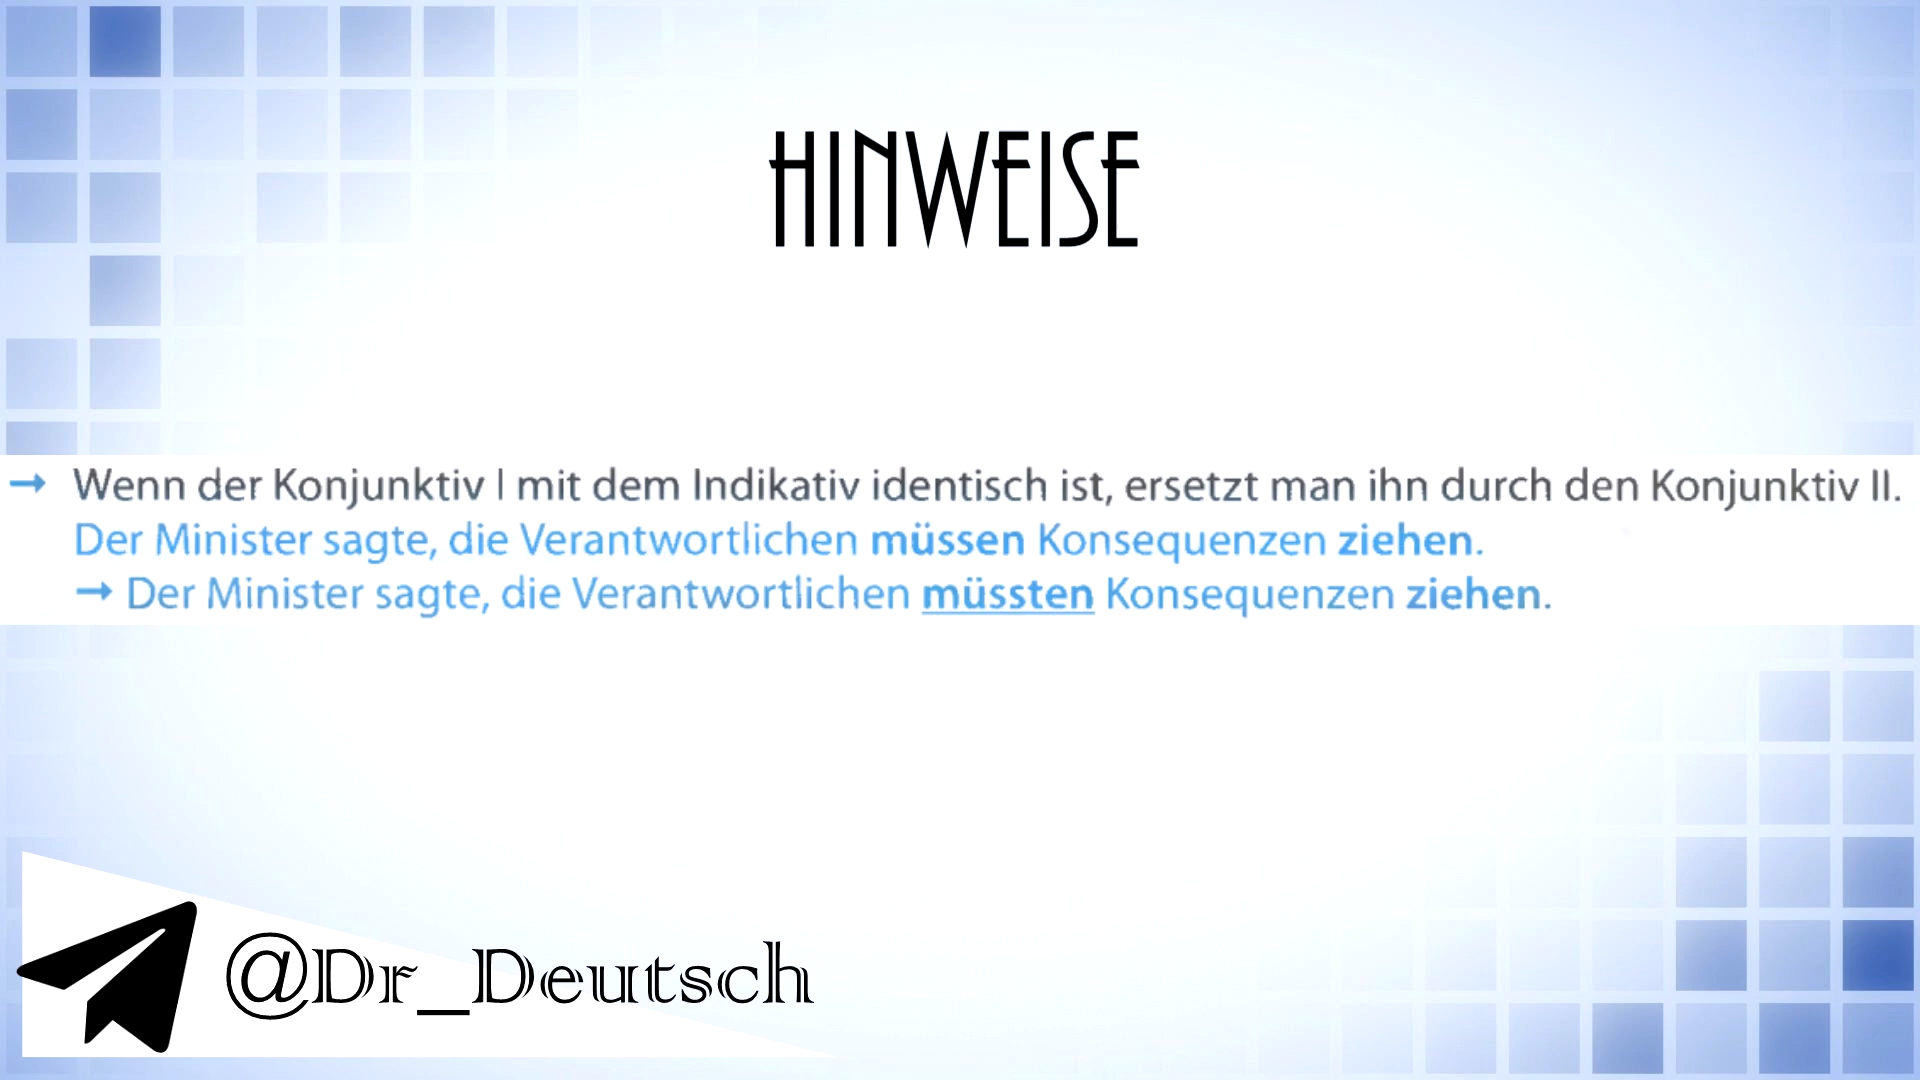 HINWEISE
→ Wenn der Konjunktiv I mit dem Indikativ identisch ist, ersetzt man ihn durch den Konjunktiv II.
Der Minister sagte, die Verantwortlichen müssen Konsequenzen ziehen.
→ Der Minister sagte, die Verantwortlichen müssten Konsequenzen ziehen.
@Dr_Deutsch